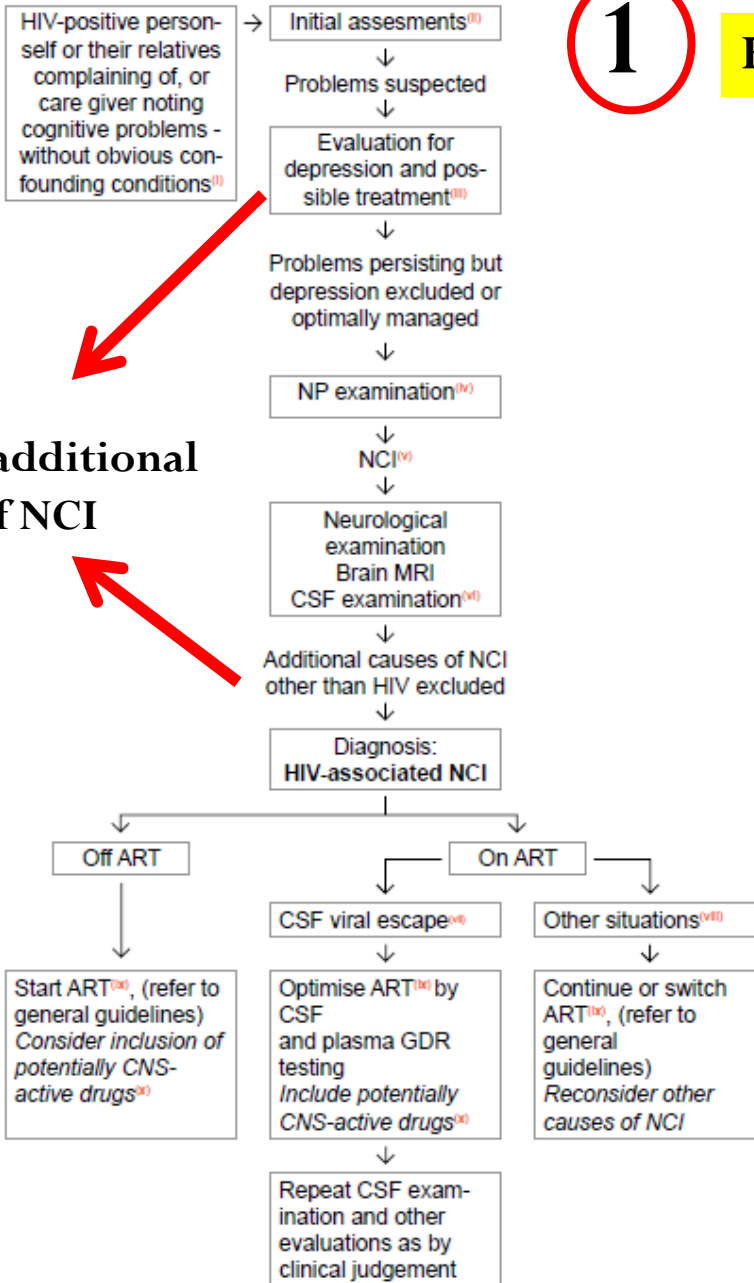 HIV-positive person-
self or their relatives
complaining of, or
care giver noting
cognitive problems -
without obvious con-
founding conditions(i)
→
Initial assesments(ii)
1
Problems suspected
Evaluation for
depression and pos-
sible treatment(iii)
Problems persisting but
depression excluded or
optimally managed
NP examination(iv)
additional
f NCI
NCI(v)
Neurological
examination
Brain MRI
CSF examination(vi)
Additional causes of NCI
other than HIV excluded
Diagnosis:
HIV-associated NCI
Off ART
On ART
CSF viral escape(vii)
Other situations(viii)
Start ART(ix), (refer to
general guidelines)
Consider inclusion of
potentially CNS-
active drugs(x)
Optimise ART(ix) by
CSF
and plasma GDR
testing
Include potentially
CNS-active drugs(x)
Continue or switch
ART(ix), (refer to
general
guidelines)
Reconsider other
causes of NCI
Repeat CSF exam-
ination and other
evaluations as by
clinical judgement